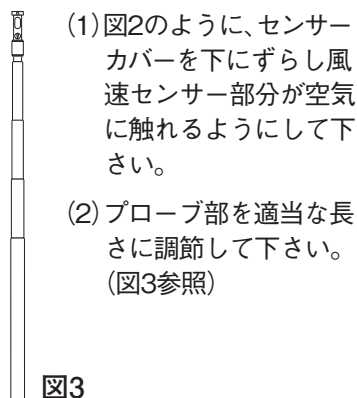 (1)図2のように、センサー
カバーを下にずらし風
速センサー部分が空気
に触れるようにして下
さい。
(2)プローブ部を適当な長
さに調節して下さい。
(図3参照)
図3